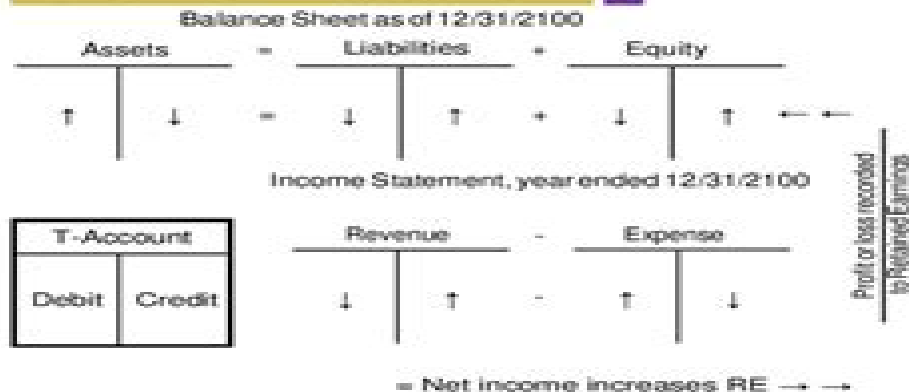 Balance Sheet as of 12/31/2100
Assets = Liabilities + Equity
↑ ↓ = ↓ ↑ + ↓ ↑ ← ←
Income Statement, year ended 12/31/2100
Profit or loss recorded
to Retained Earnings
T-Account
Debit Credit
Revenue - Expense
↓ ↑ - ↑ ↓
= Net income increases RE → →